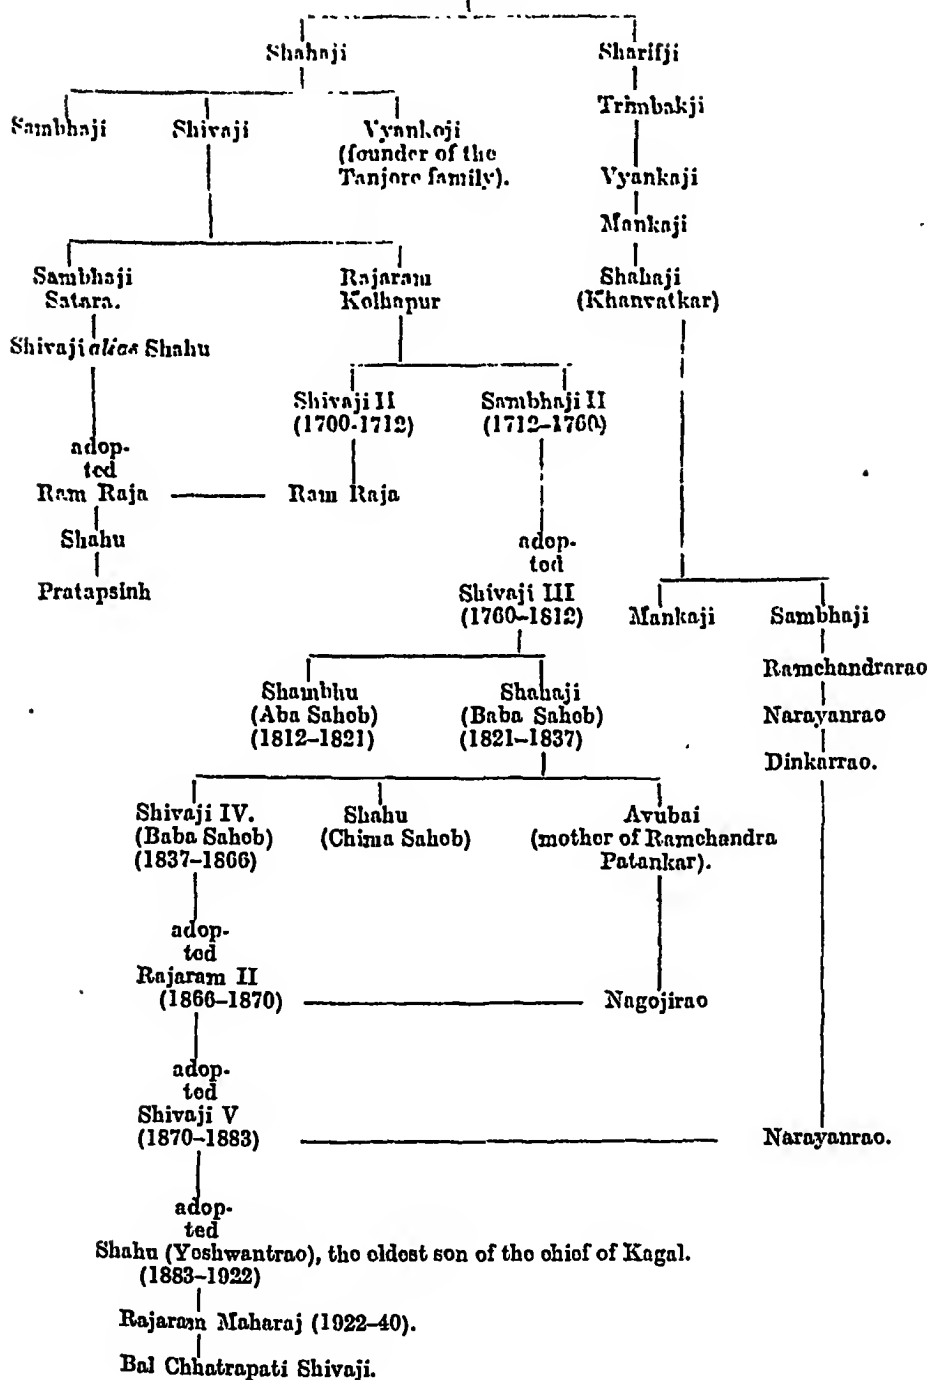 Shahaji Sharifji
Trimbakji
Sambhaji Shivaji Vyankoji
(founder of the
Tanjore family).
Vyankaji
Mankaji
Sambhaji Rajaram Shahaji
Satara. Kolhapur (Khanvatkar)
Shivaji alias Shahu
Shivaji II Sambhaji II
(1700-1712) (1712-1760)
adop-
ted
Ram Raja Ram Raja
Shahu
adop-
ted
Pratapsinh
Shivaji III
(1760-1812)
Mankaji Sambhaji
Ramchandrarao
Shambhu Shahaji
(Aba Saheb) (Baba Saheb)
(1812-1821) (1821-1837)
Narayanrao
Dinkarrao.
Shivaji IV. Shahu Avubai
(Baba Saheb) (Chima Saheb) (mother of Ramchandra
(1837-1866) Patankar).
adop-
ted
Rajaram II
(1866-1870) Nagojirao
adop-
ted
Shivaji V
(1870-1883) Narayanrao.
adop-
ted
Shahu (Yeshwantrao), the eldest son of the chief of Kagal.
(1883-1922)
Rajaram Maharaj (1922-40).
Bal Chhatrapati Shivaji.